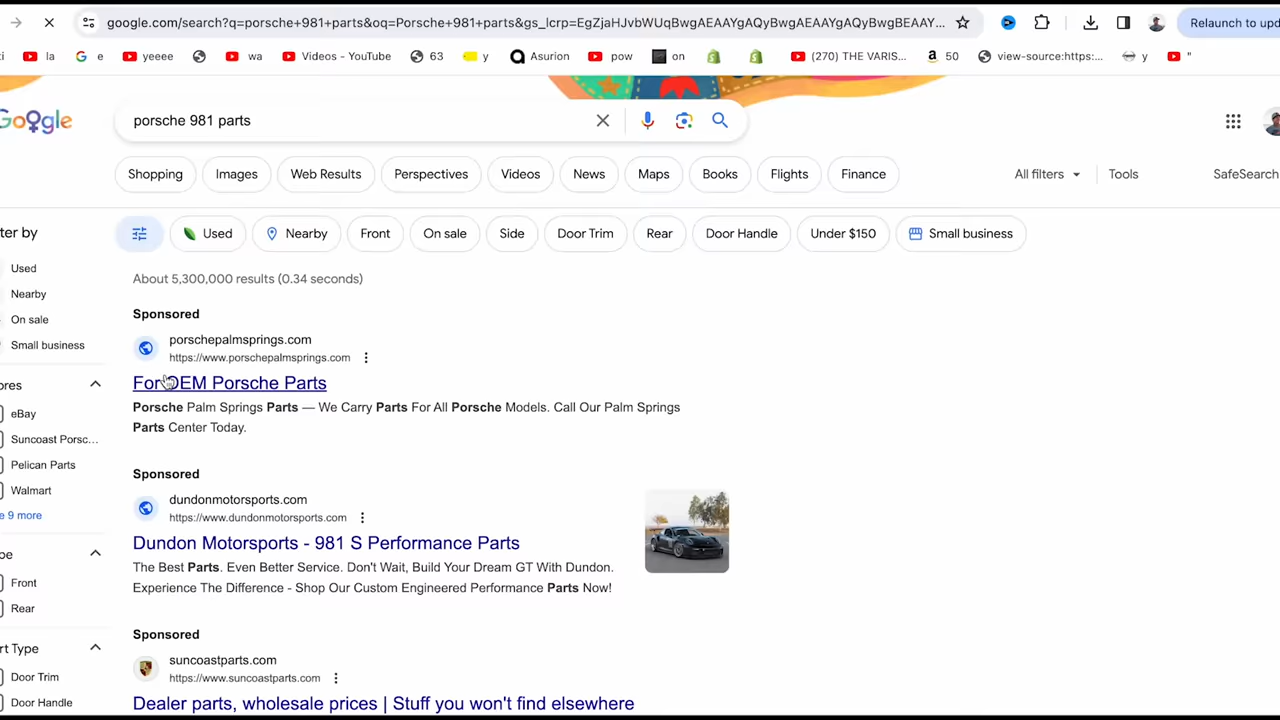 google.com/search?q=porsche+981+parts&oq=Porsche+981+parts&gs_lcrp=EgZjaHJvbWUqBwgAEAAYgAQyBwgAEAAYgAQyBwgBEAAY... Relaunch to upd
ti la e yeeee wa Videos - YouTube 63 y Asurion pow on (270) THE VARIS... 50 view-source:https:... y "
Google
porsche 981 parts
Shopping Images Web Results Perspectives Videos News Maps Books Flights Finance All filters Tools SafeSearch
ter by Used Nearby Front On sale Side Door Trim Rear Door Handle Under $150 Small business
Used
Nearby
On sale
Small business
ores
eBay
Suncoast Porsc...
Pelican Parts
Walmart
e 9 more
pe
Front
Rear
rt Type
Door Trim
Door Handle
About 5,300,000 results (0.34 seconds)
Sponsored
porschepalmsprings.com
https://www.porschepalmsprings.com
For OEM Porsche Parts
Porsche Palm Springs Parts — We Carry Parts For All Porsche Models. Call Our Palm Springs
Parts Center Today.
Sponsored
dundonmotorsports.com
https://www.dundonmotorsports.com
Dundon Motorsports - 981 S Performance Parts
The Best Parts. Even Better Service. Don't Wait, Build Your Dream GT With Dundon.
Experience The Difference - Shop Our Custom Engineered Performance Parts Now!
Sponsored
suncoastparts.com
https://www.suncoastparts.com
Dealer parts, wholesale prices | Stuff you won't find elsewhere